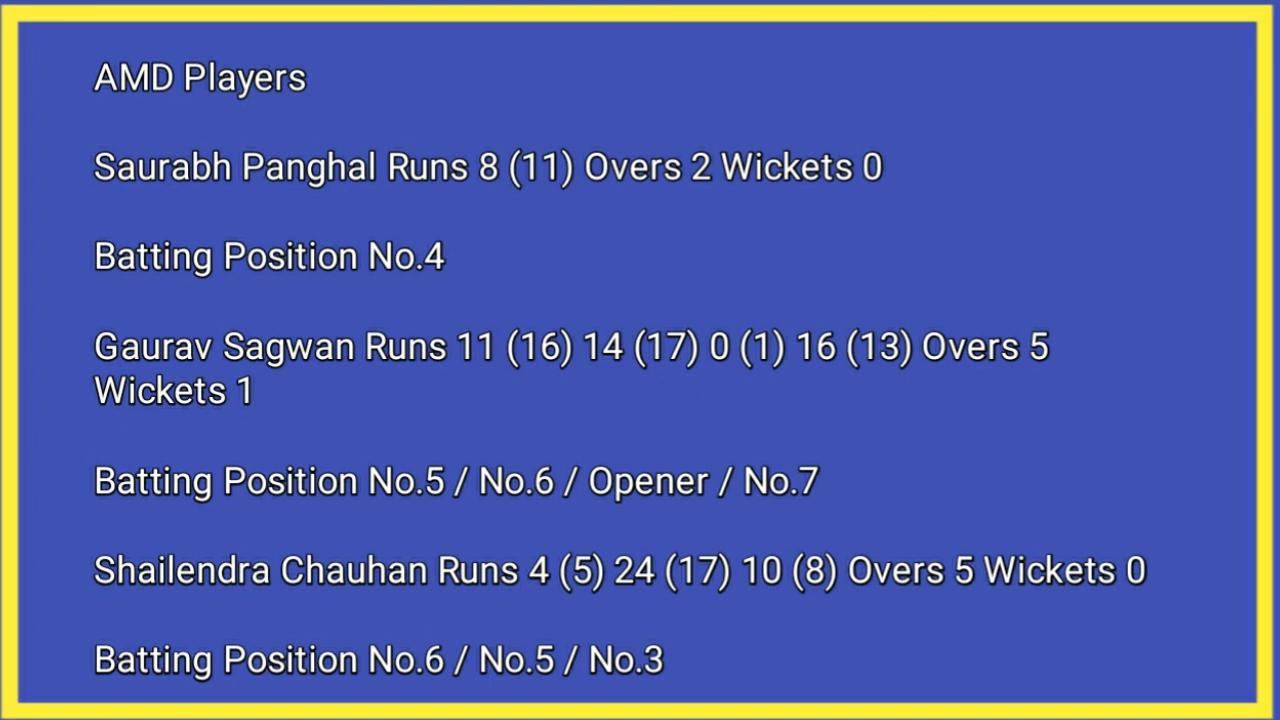 AMD Players
Saurabh Panghal Runs 8 (11) Overs 2 Wickets 0
Batting Position No.4
Gaurav Sagwan Runs 11 (16) 14 (17) 0 (1) 16 (13) Overs 5
Wickets 1
Batting Position No.5 / No.6 / Opener / No.7
Shailendra Chauhan Runs 4 (5) 24 (17) 10 (8) Overs 5 Wickets 0
Batting Position No.6 / No.5 / No.3